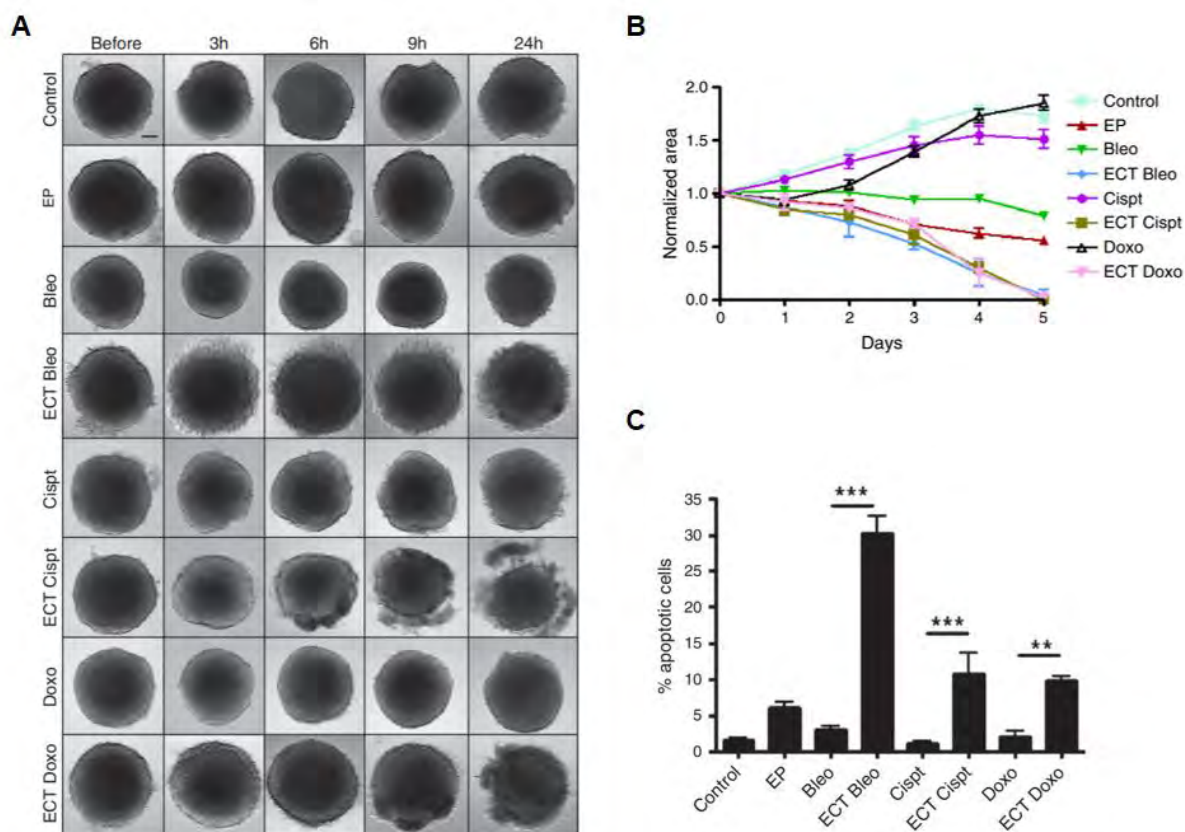 A
Before 3h 6h 9h 24h
Control
EP
Bleo
ECT Bleo
Cispt
ECT Cispt
Doxo
ECT Doxo
B
2.0
1.5
1.0
0.5
0.0
Normalized area
0 1 2 3 4 5
Days
Control
EP
Bleo
ECT Bleo
Cispt
ECT Cispt
Doxo
ECT Doxo
C
35
30
25
20
15
10
5
0
% apoptotic cells
***
***
**
Control
EP
Bleo
ECT Bleo
Cispt
ECT Cispt
Doxo
ECT Doxo